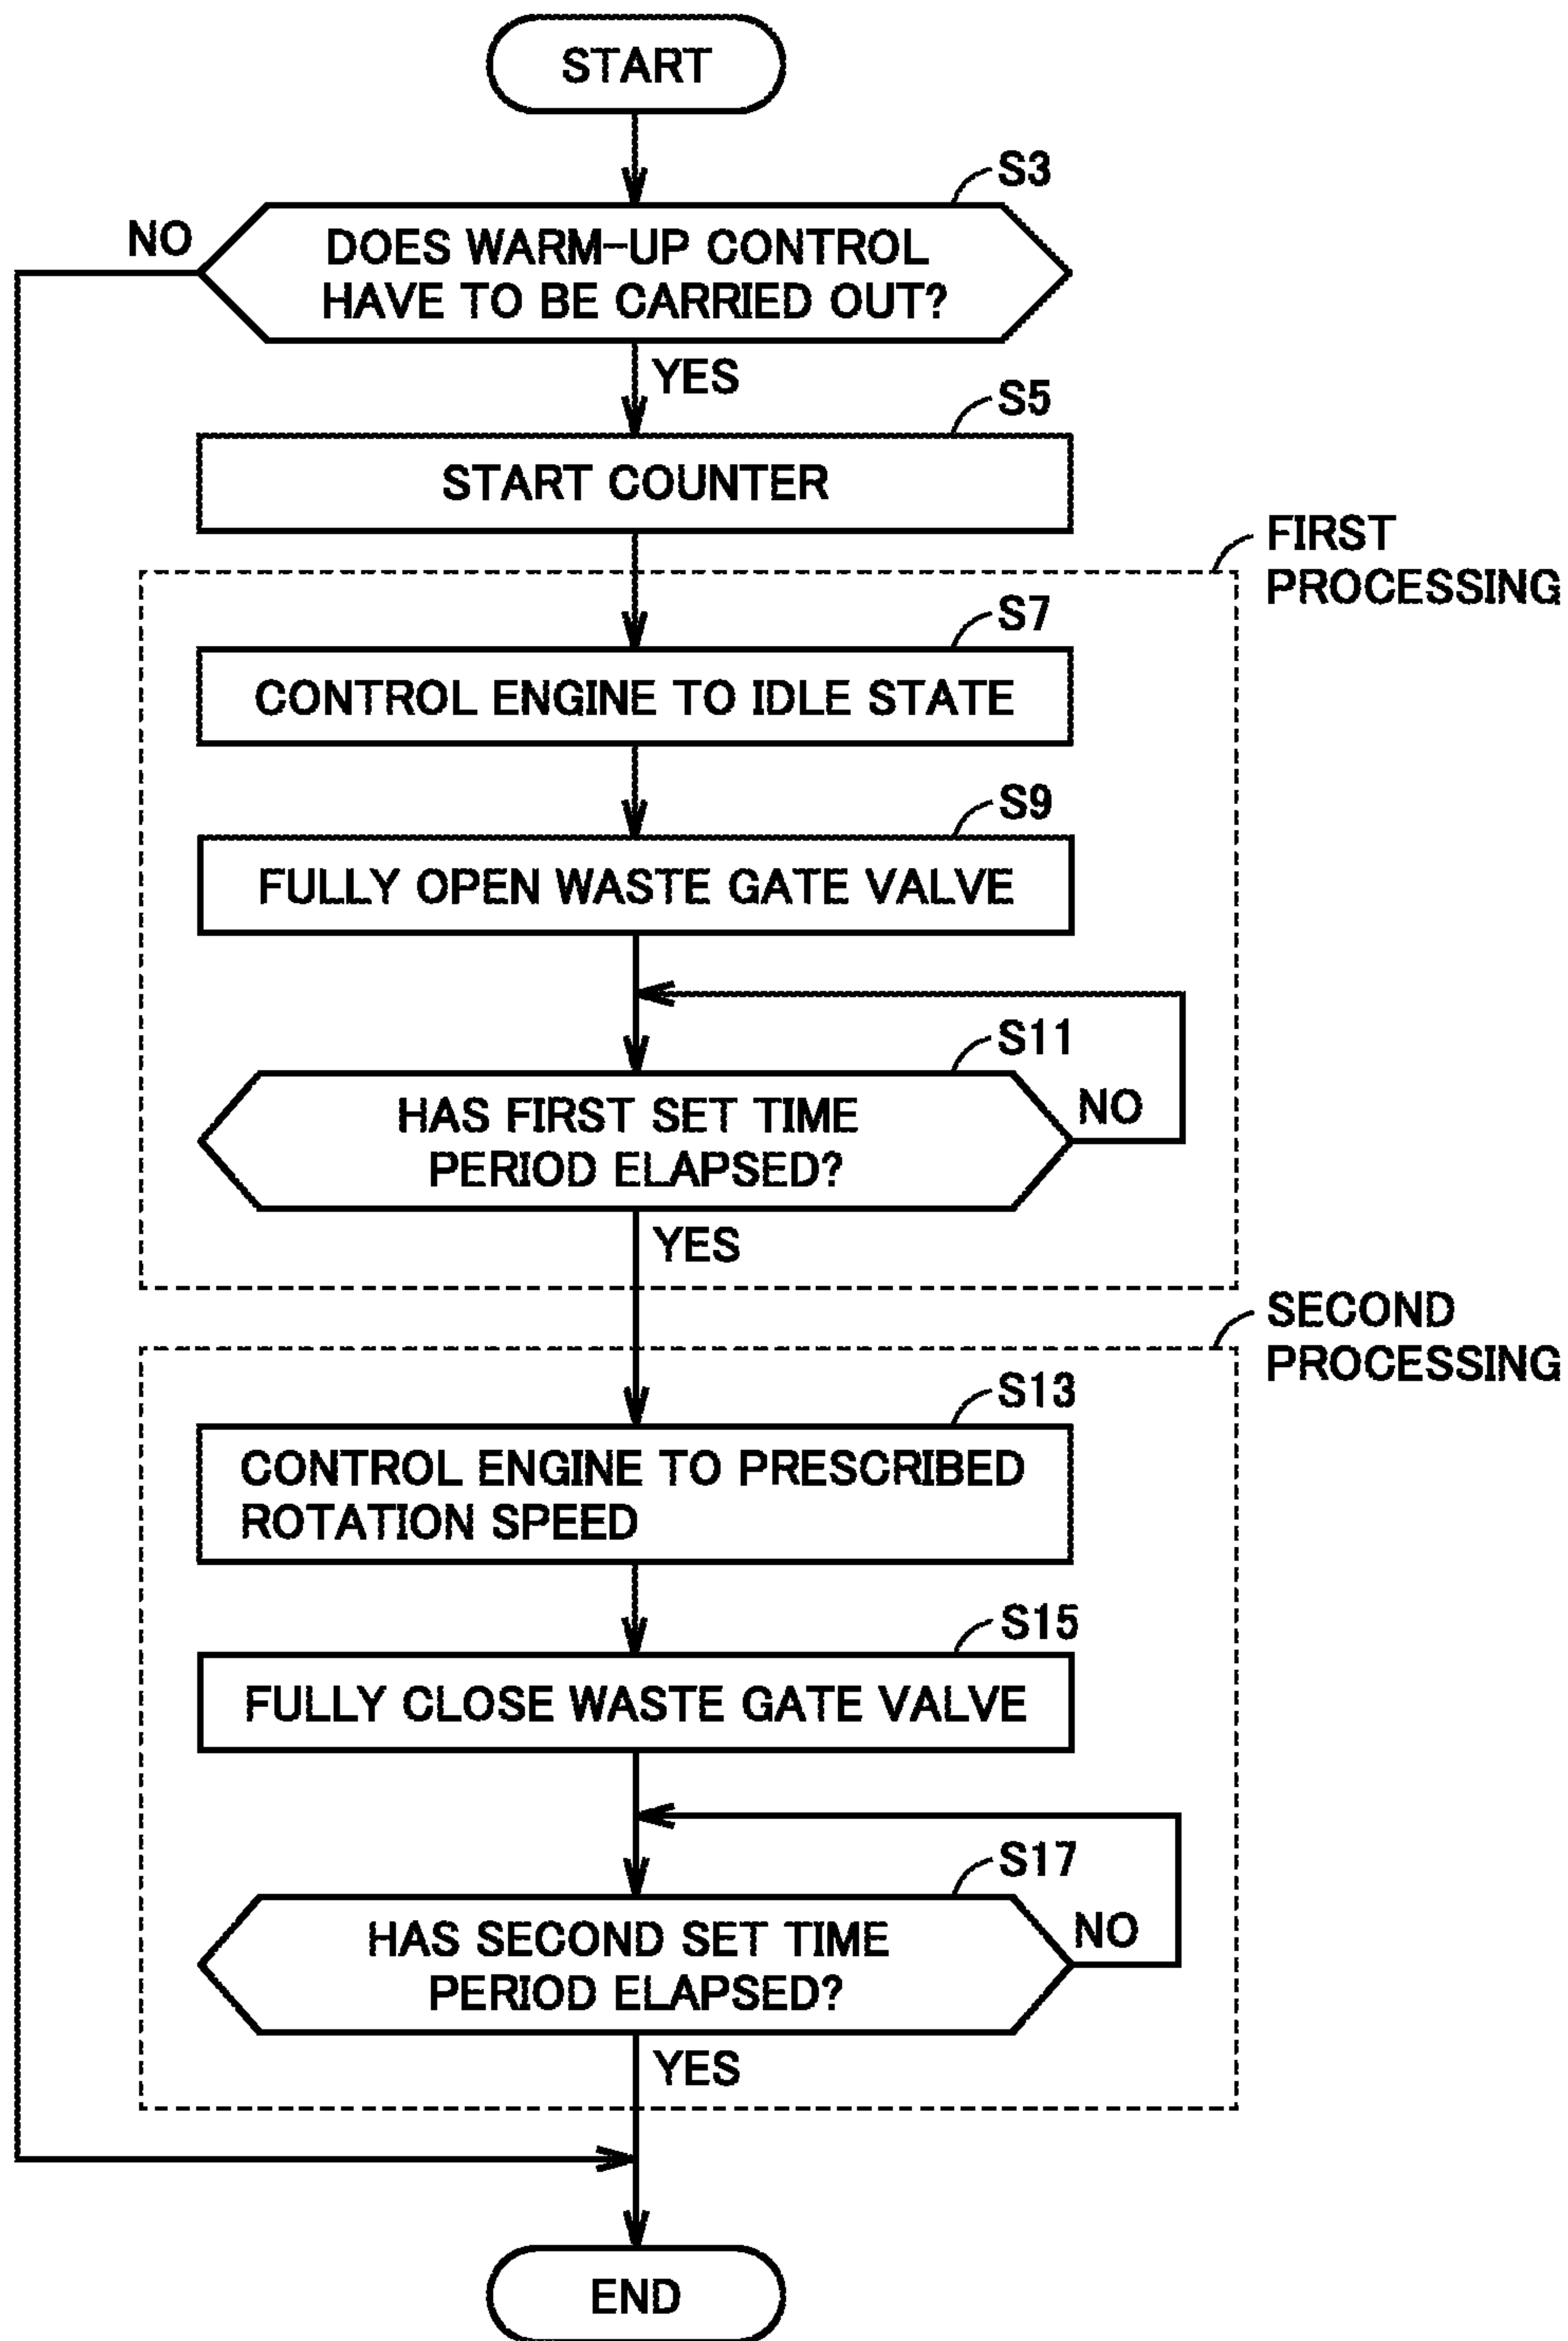 START
S3
NO
DOES WARM-UP CONTROL
HAVE TO BE CARRIED OUT?
YES
S5
START COUNTER
FIRST
PROCESSING
S7
CONTROL ENGINE TO IDLE STATE
S9
FULLY OPEN WASTE GATE VALVE
S11
HAS FIRST SET TIME
PERIOD ELAPSED?
NO
YES
SECOND
PROCESSING
S13
CONTROL ENGINE TO PRESCRIBED
ROTATION SPEED
S15
FULLY CLOSE WASTE GATE VALVE
S17
HAS SECOND SET TIME
PERIOD ELAPSED?
NO
YES
END